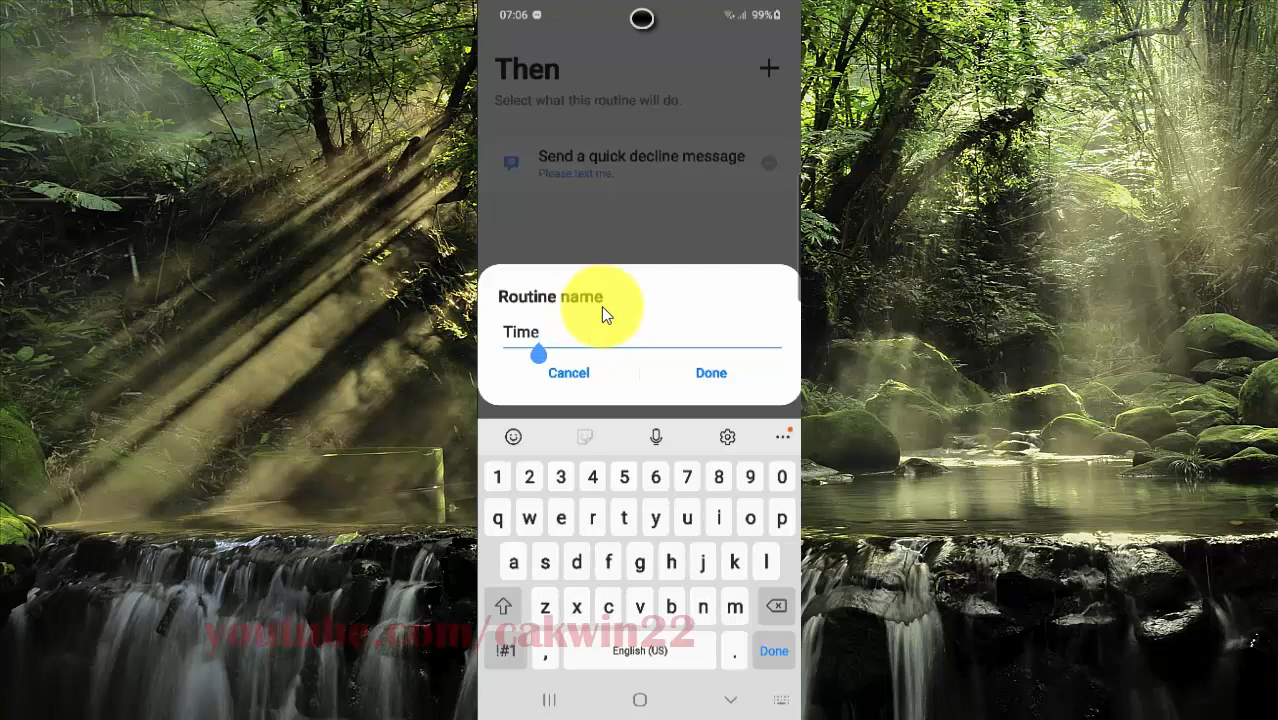 07:06
99%
Then
+
Select what this routine will do.
Send a quick decline message
Please text me.
Routine name
Time
Cancel
Done
1 2 3 4 5 6 7 8 9 0
q w e r t y u i o p
a s d f g h j k l
z x c v b n m
!#1 , English (US) . Done
youtube.com/cakwin22